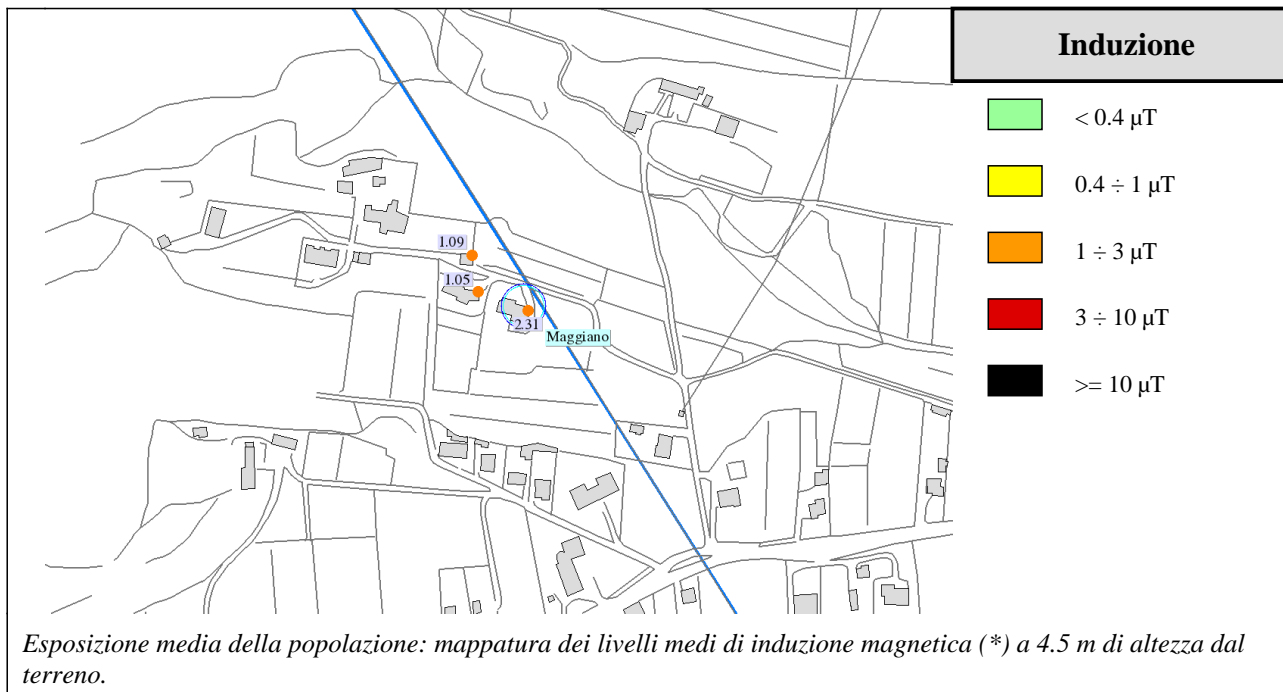 Induzione
< 0.4 µT
0.4 ÷ 1 µT
1 ÷ 3 µT
3 ÷ 10 µT
>= 10 µT
1.09
1.05
2.31
Maggiano
Esposizione media della popolazione: mappatura dei livelli medi di induzione magnetica (*) a 4.5 m di altezza dal
terreno.